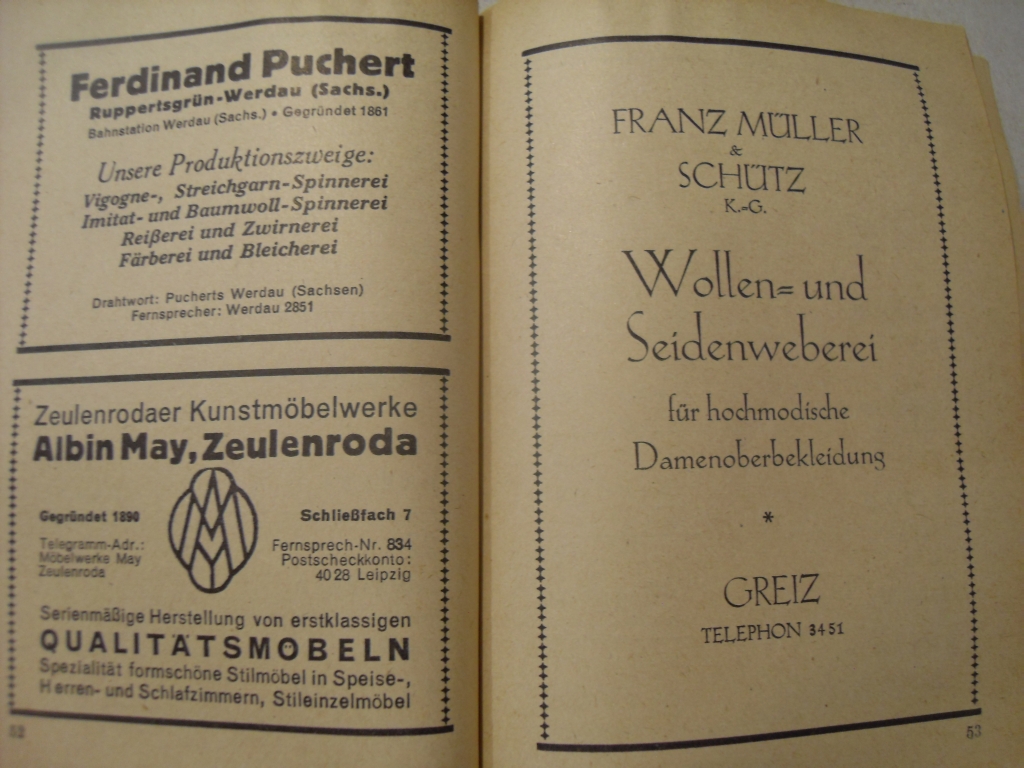 Ferdinand Puchert
Ruppertsgrün-Werdau (Sachs.)
Bahnstation Werdau (Sachs.) • Gegründet 1861
Unsere Produktionszweige:
Vigogne-, Streichgarn-Spinnerei
Imitat- und Baumwoll-Spinnerei
Reißerei und Zwirnerei
Färberei und Bleicherei
Drahtwort: Pucherts Werdau (Sachsen)
Fernsprecher: Werdau 2851
Zeulenrodaer Kunstmöbelwerke
Albin May, Zeulenroda
Gegründet 1890
Telegramm-Adr.:
Möbelwerke May
Zeulenroda
Schließfach 7
Fernsprech-Nr. 834
Postscheckkonto:
4028 Leipzig
Serienmäßige Herstellung von erstklassigen
QUALITÄTSMÖBELN
Spezialität formschöne Stilmöbel in Speise-,
Herren- und Schlafzimmern, Stileinzelmöbel
52
FRANZ MÜLLER
&
SCHÜTZ
K.=G.
Wollen= und
Seidenweberei
für hochmodische
Damenoberbekleidung
*
GREIZ
TELEPHON 3451
53